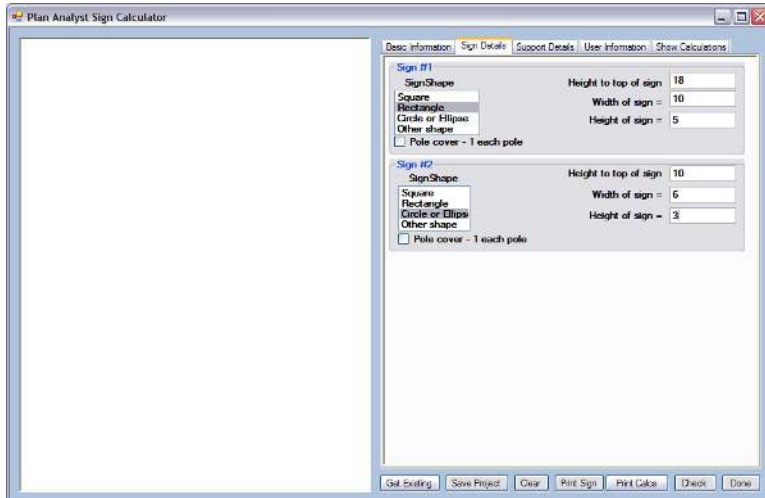 Plan Analyst Sign Calculator
Basic Information Sign Details Support Details User Information Show Calculations
Sign #1
SignShape
Height to top of sign 18
Square
Rectangle
Circle or Ellipse
Other shape
Width of sign = 10
Height of sign = 5
Pole cover - 1 each pole
Sign #2
SignShape
Height to top of sign 10
Square
Rectangle
Circle or Ellips
Other shape
Width of sign = 6
Height of sign = 3
Pole cover - 1 each pole
Get Existing Save Project Clear Print Sign Print Calcs Check Done